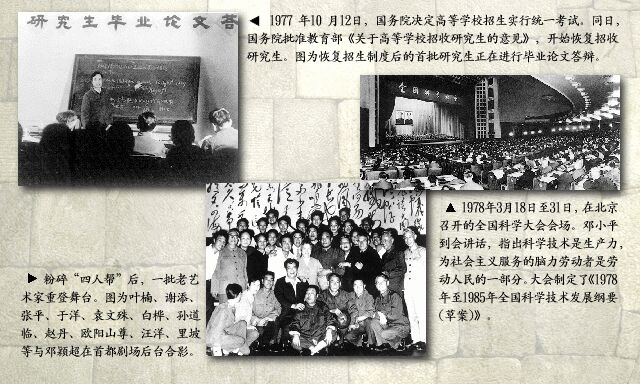 研究生毕业论文答
◀ 1977 年10 月12日，国务院决定高等学校招生实行统一考试。同日，
国务院批准教育部《关于高等学校招收研究生的意见》，开始恢复招收
研究生。图为恢复招生制度后的首批研究生正在进行毕业论文答辩。
全国科学大会
▲ 1978年3月18日至31日，在北京
召开的全国科学大会会场。邓小平
到会讲话，指出科学技术是生产力，
为社会主义服务的脑力劳动者是劳
动人民的一部分。大会制定了《1978
年至1985年全国科学技术发展纲要
（草案）》。
▶ 粉碎“四人帮”后，一批老艺
术家重登舞台。图为叶楠、谢添、
张平、于洋、袁文殊、白桦、孙道
临、赵丹、欧阳山尊、汪洋、里坡
等与邓颖超在首都剧场后台合影。